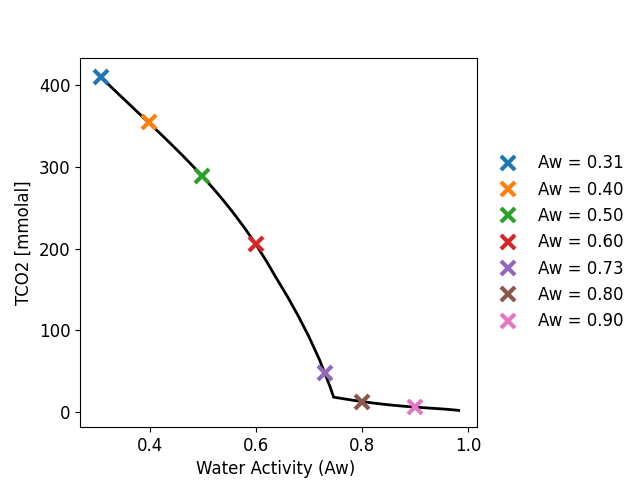 400
300
200
100
0
TCO2 [mmolal]
0.4 0.6 0.8 1.0
Water Activity (Aw)
Aw = 0.31
Aw = 0.40
Aw = 0.50
Aw = 0.60
Aw = 0.73
Aw = 0.80
Aw = 0.90